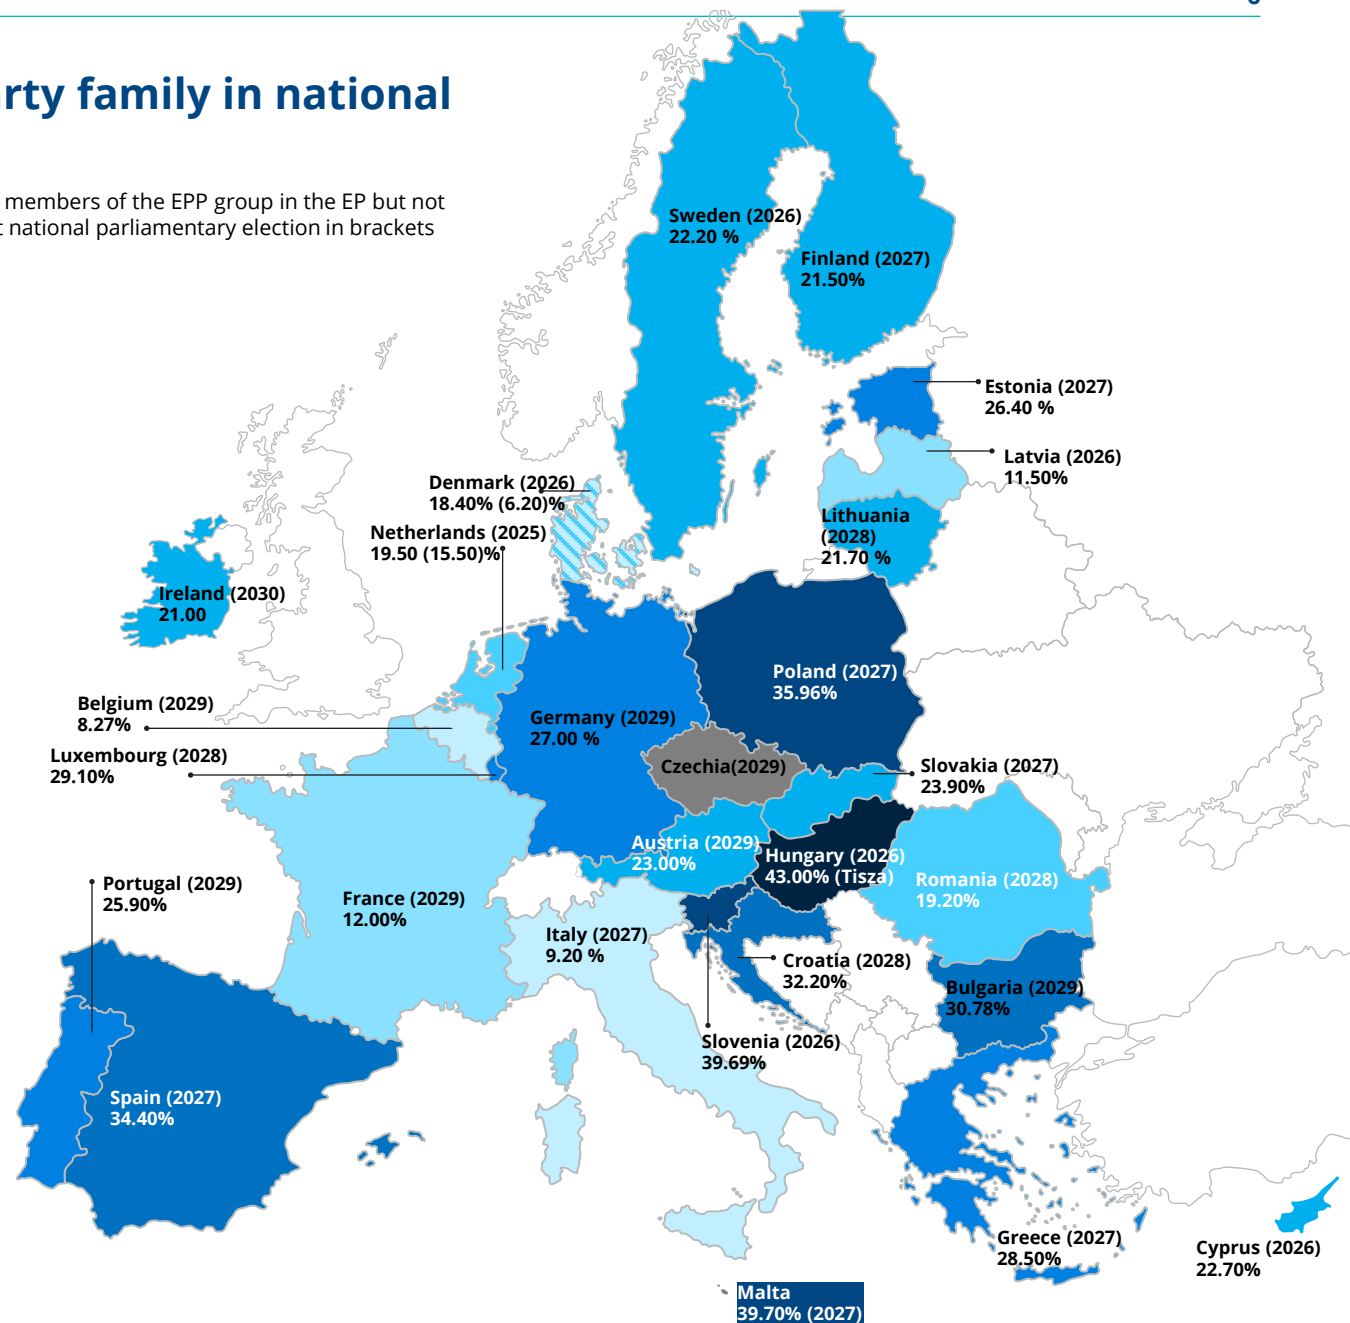 arty family in national
members of the EPP group in the EP but not
t national parliamentary election in brackets
Sweden (2026)
22.20 %
Finland (2027)
21.50%
Estonia (2027)
26.40 %
Latvia (2026)
11.50%
Denmark (2026)
18.40% (6.20)%
Netherlands (2025)
19.50 (15.50)%
Lithuania
(2028)
21.70 %
Ireland (2030)
21.00
Poland (2027)
35.96%
Belgium (2029)
8.27%
Germany (2029)
27.00 %
Luxembourg (2028)
29.10%
Czechia(2029)
Slovakia (2027)
23.90%
Austria (2029)
23.00%
Hungary (2026)
43.00% (Tisza)
Romania (2028)
19.20%
Portugal (2029)
25.90%
France (2029)
12.00%
Italy (2027)
9.20 %
Croatia (2028)
32.20%
Bulgaria (2029)
30.78%
Slovenia (2026)
39.69%
Spain (2027)
34.40%
Greece (2027)
28.50%
Cyprus (2026)
22.70%
Malta
39.70% (2027)